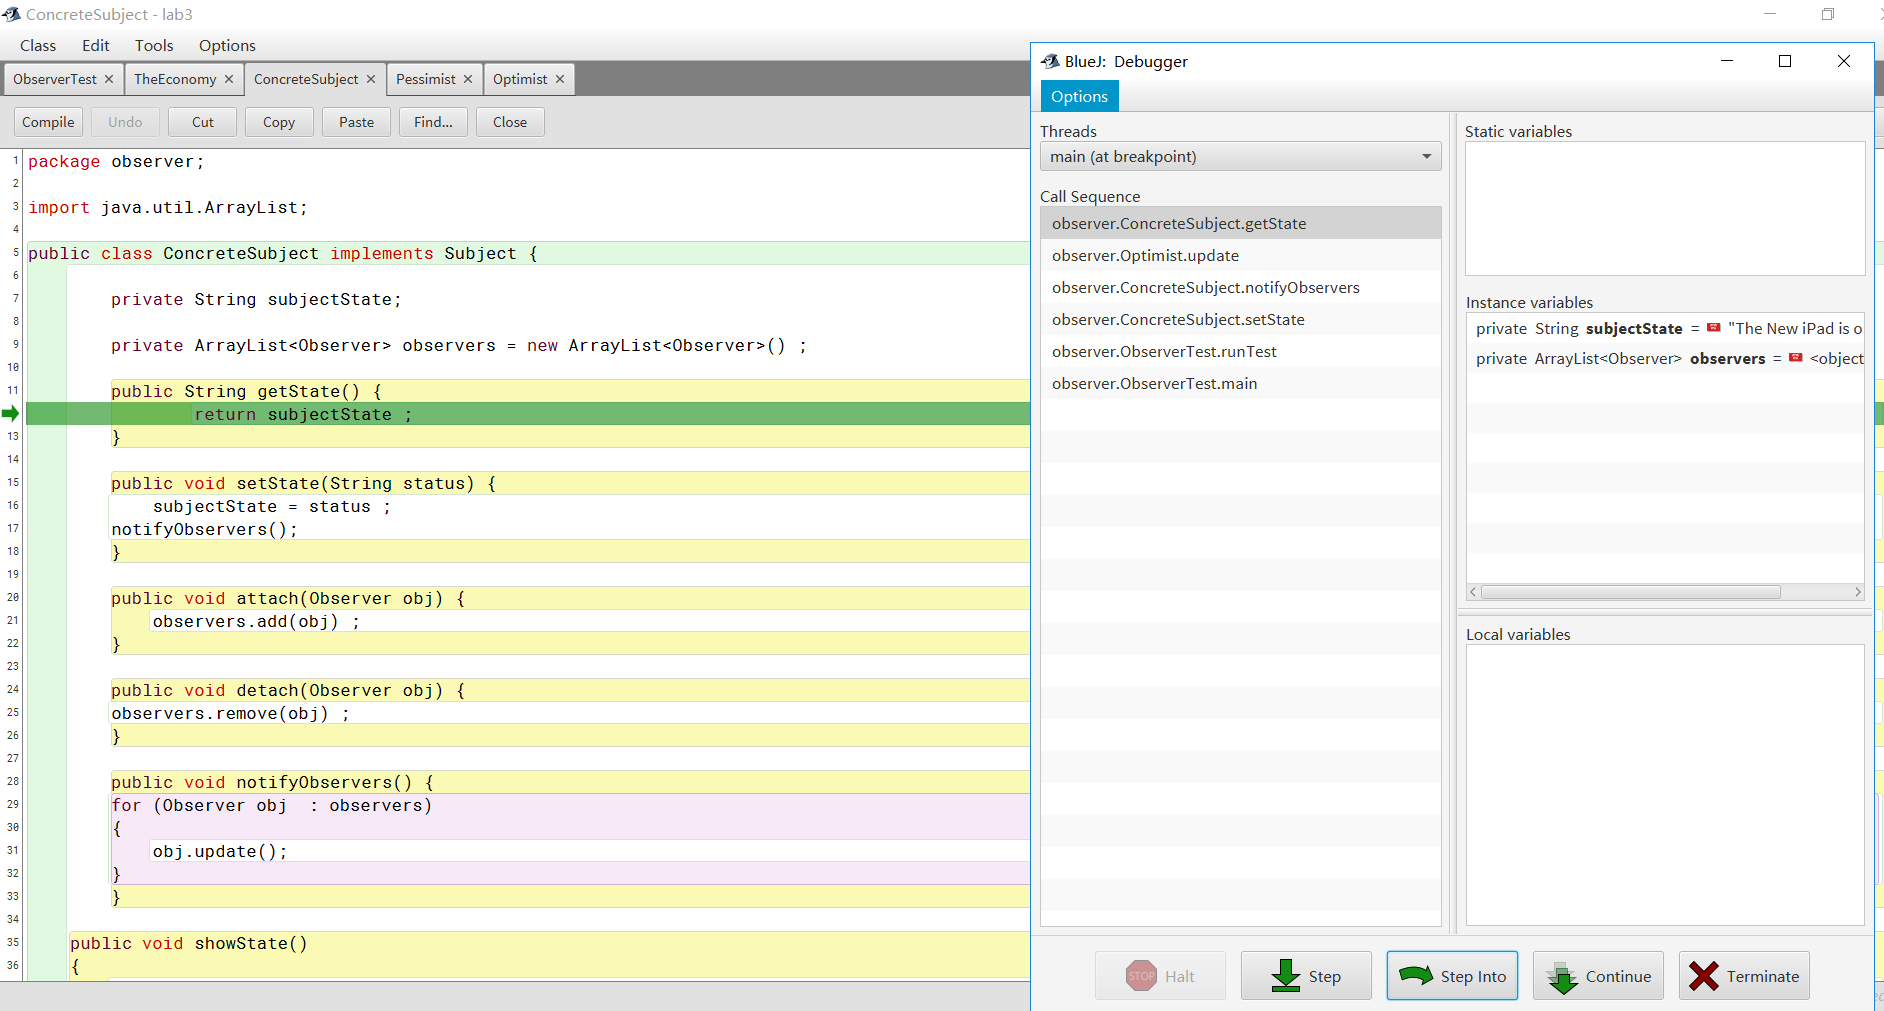 ConcreteSubject - lab3
Class Edit Tools Options
ObserverTest × TheEconomy × ConcreteSubject × Pessimist × Optimist ×
Compile Undo Cut Copy Paste Find... Close
1 package observer;
2
3 import java.util.ArrayList;
4
5 public class ConcreteSubject implements Subject {
6
7 private String subjectState;
8
9 private ArrayList<Observer> observers = new ArrayList<Observer>() ;
10
11 public String getState() {
return subjectState ;
13 }
14
15 public void setState(String status) {
16 subjectState = status ;
17 notifyObservers();
18 }
19
20 public void attach(Observer obj) {
21 observers.add(obj) ;
22 }
23
24 public void detach(Observer obj) {
25 observers.remove(obj) ;
26 }
27
28 public void notifyObservers() {
29 for (Observer obj  : observers)
30 {
31 obj.update();
32 }
33 }
34
35 public void showState()
36 {
BlueJ: Debugger
Options
Threads
main (at breakpoint)
Call Sequence
observer.ConcreteSubject.getState
observer.Optimist.update
observer.ConcreteSubject.notifyObservers
observer.ConcreteSubject.setState
observer.ObserverTest.runTest
observer.ObserverTest.main
Static variables
Instance variables
private String subjectState = "The New iPad is o
private ArrayList<Observer> observers = <object
Local variables
STOP Halt Step Step Into Continue Terminate